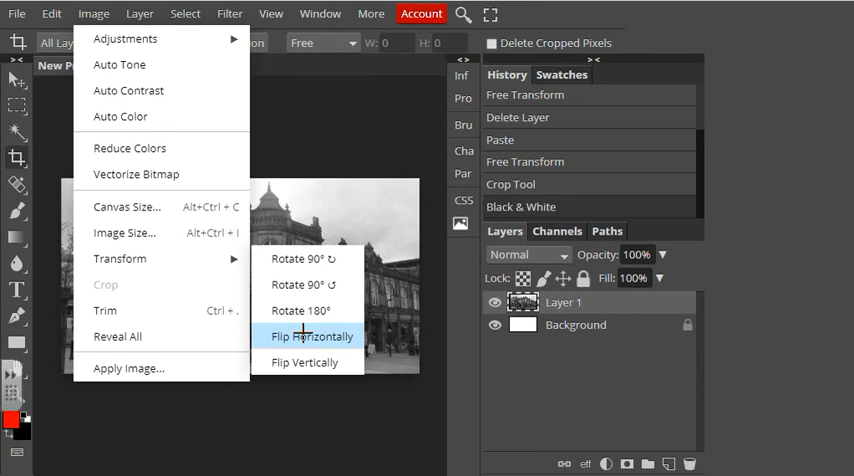 File Edit Image Layer Select Filter View Window More Account
All Lay
on
Free
W: 0
H: 0
Delete Cropped Pixels
New P
Adjustments
Auto Tone
Auto Contrast
Auto Color
Reduce Colors
Vectorize Bitmap
Canvas Size... Alt+Ctrl + C
Image Size... Alt+Ctrl + I
Transform
Crop
Trim Ctrl + .
Reveal All
Apply Image...
Rotate 90° ↻
Rotate 90° ↺
Rotate 180°
Flip Horizontally
Flip Vertically
< >
> <
> <
Inf
Pro
Bru
Cha
Par
CSS
History Swatches
Free Transform
Delete Layer
Paste
Free Transform
Crop Tool
Black & White
Layers Channels Paths
Normal Opacity: 100%
Lock: Fill: 100%
Layer 1
Background
eff